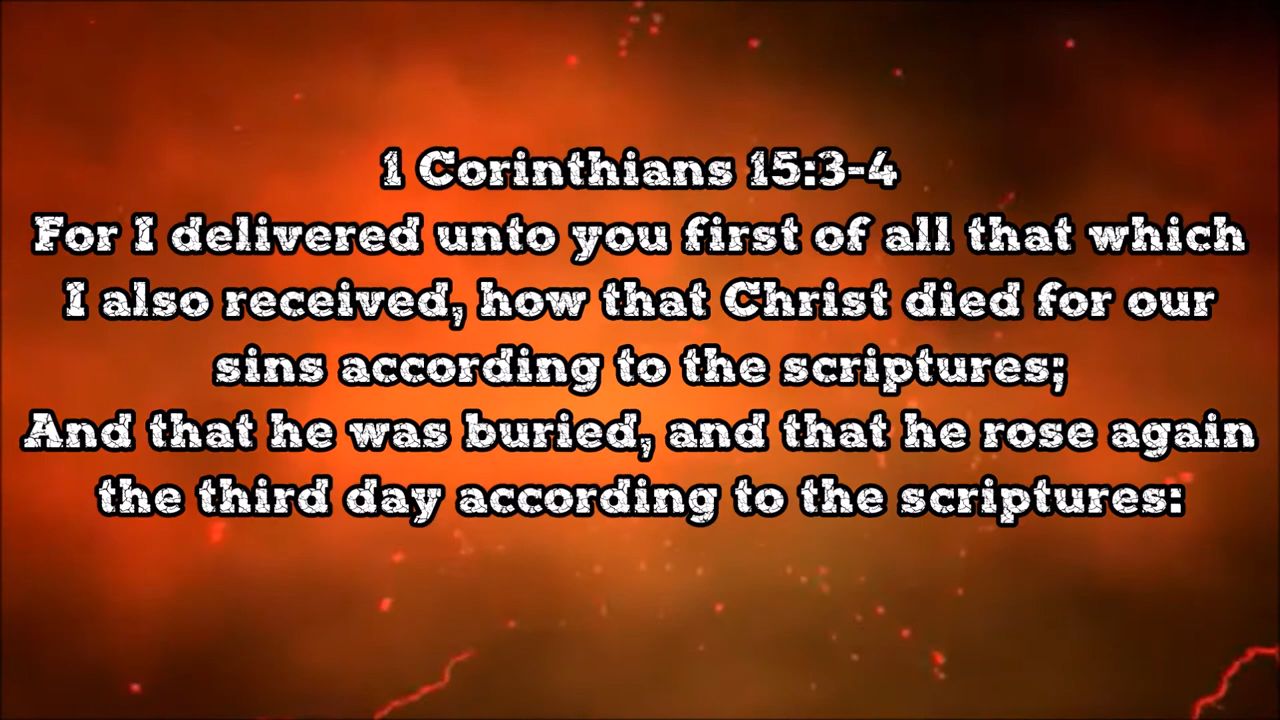 1 Corinthians 15:3-4
For I delivered unto you first of all that which
I also received, how that Christ died for our
sins according to the scriptures;
And that he was buried, and that he rose again
the third day according to the scriptures: